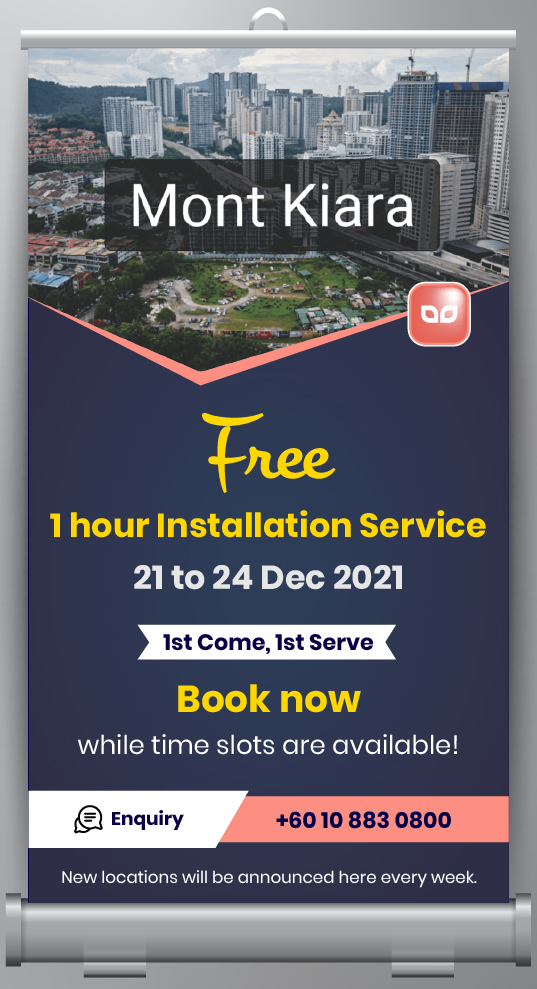 Mont Kiara
Free
1 hour Installation Service
21 to 24 Dec 2021
1st Come, 1st Serve
Book now
while time slots are available!
Enquiry
+60 10 883 0800
New locations will be announced here every week.